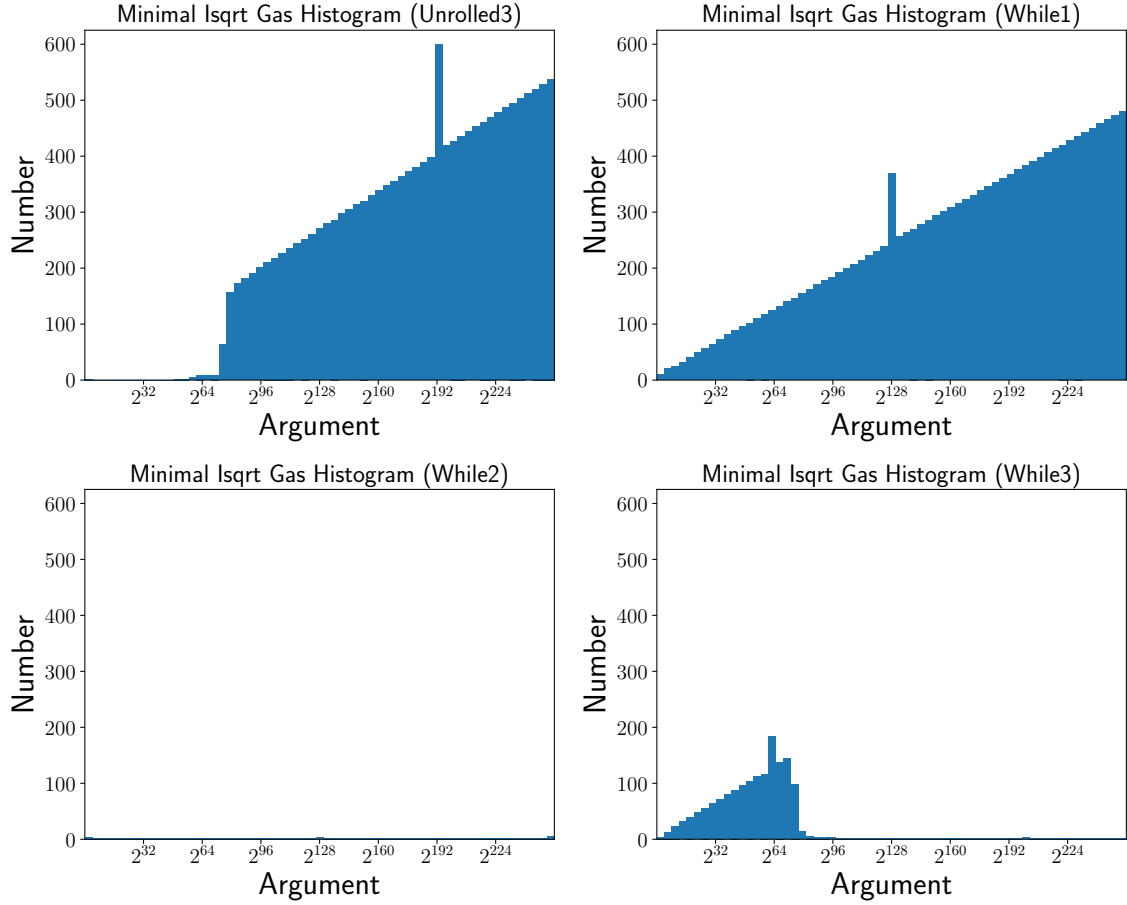 Minimal Isqrt Gas Histogram (Unrolled3)
600
500
400
300
200
100
0
Number
2^32 2^64 2^96 2^128 2^160 2^192 2^224
Argument
Minimal Isqrt Gas Histogram (While1)
600
500
400
300
200
100
0
Number
2^32 2^64 2^96 2^128 2^160 2^192 2^224
Argument
Minimal Isqrt Gas Histogram (While2)
600
500
400
300
200
100
0
Number
2^32 2^64 2^96 2^128 2^160 2^192 2^224
Argument
Minimal Isqrt Gas Histogram (While3)
600
500
400
300
200
100
0
Number
2^32 2^64 2^96 2^128 2^160 2^192 2^224
Argument